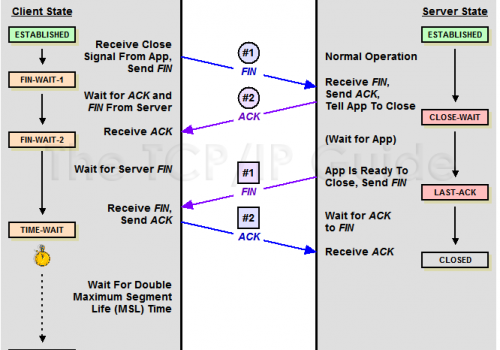 Client State
Server State
ESTABLISHED
ESTABLISHED
Receive Close
Signal From App,
Send FIN
#1
FIN
Normal Operation
FIN-WAIT-1
Receive FIN,
Send ACK,
Tell App To Close
Wait for ACK and
FIN From Server
#2
ACK
CLOSE-WAIT
Receive ACK
FIN-WAIT-2
(Wait for App)
The TCP/IP Guide
Wait for Server FIN
#1
FIN
App Is Ready To
Close, Send FIN
LAST-ACK
Receive FIN,
Send ACK
#2
ACK
Wait for ACK
to FIN
TIME-WAIT
Receive ACK
CLOSED
Wait For Double
Maximum Segment
Life (MSL) Time